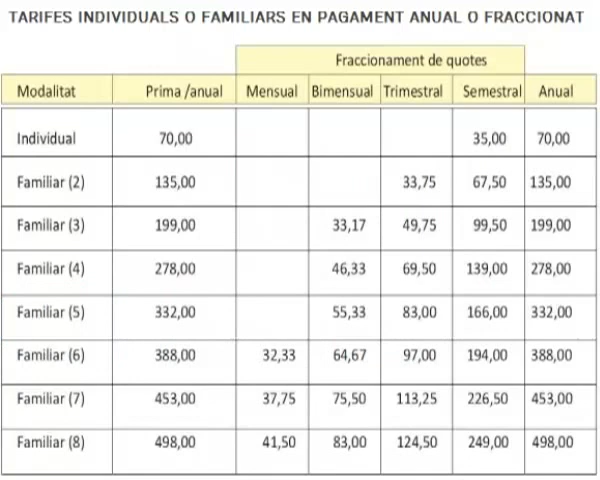 TARIFES INDIVIDUALS O FAMILIARS EN PAGAMENT ANUAL O FRACCIONAT
Fraccionament de quotes
Modalitat Prima /anual Mensual Bimensual Trimestral Semestral Anual
Individual 70,00 35,00 70,00
Familiar (2) 135,00 33,75 67,50 135,00
Familiar (3) 199,00 33,17 49,75 99,50 199,00
Familiar (4) 278,00 46,33 69,50 139,00 278,00
Familiar (5) 332,00 55,33 83,00 166,00 332,00
Familiar (6) 388,00 32,33 64,67 97,00 194,00 388,00
Familiar (7) 453,00 37,75 75,50 113,25 226,50 453,00
Familiar (8) 498,00 41,50 83,00 124,50 249,00 498,00